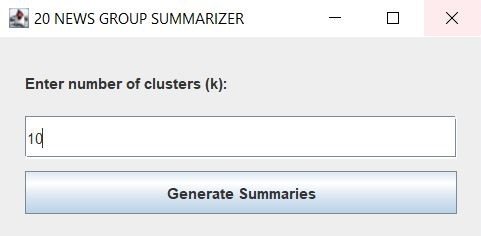 20 NEWS GROUP SUMMARIZER
Enter number of clusters (k):
10
Generate Summaries